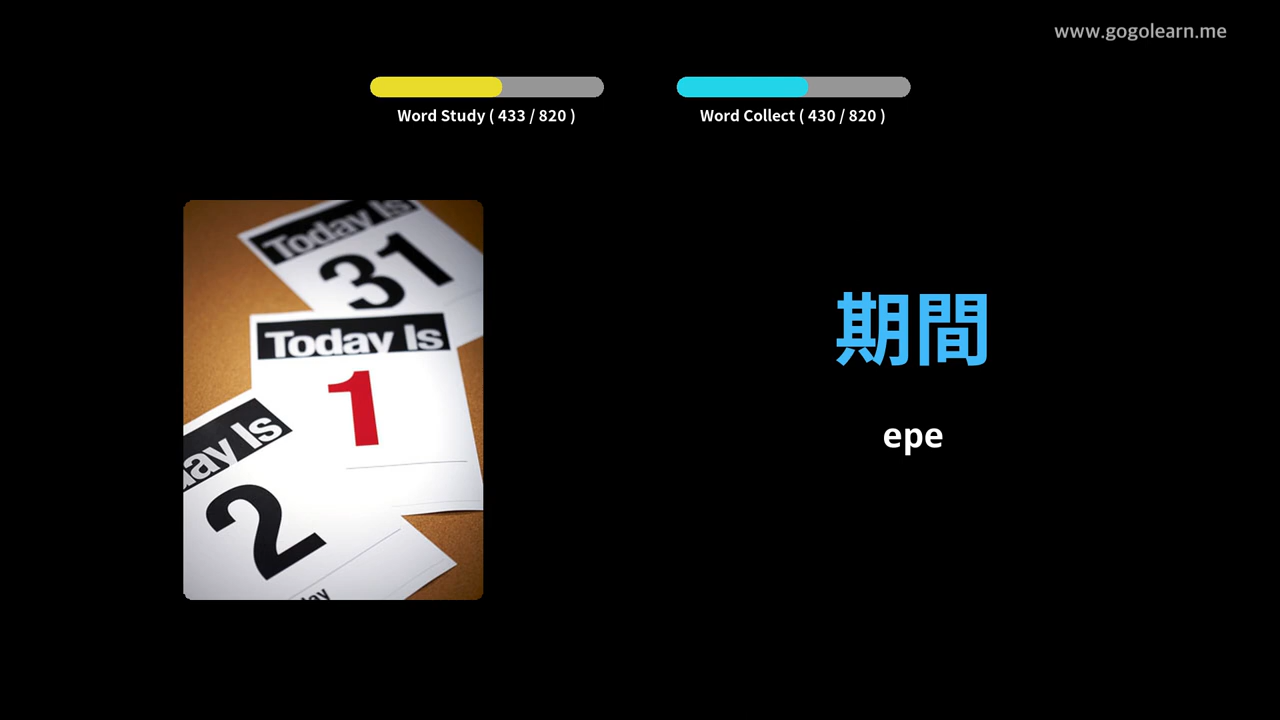 www.gogolearn.me
Word Study ( 433 / 820 )
Word Collect ( 430 / 820 )
Today Is
31
Today Is
1
ay Is
2
期間
epe